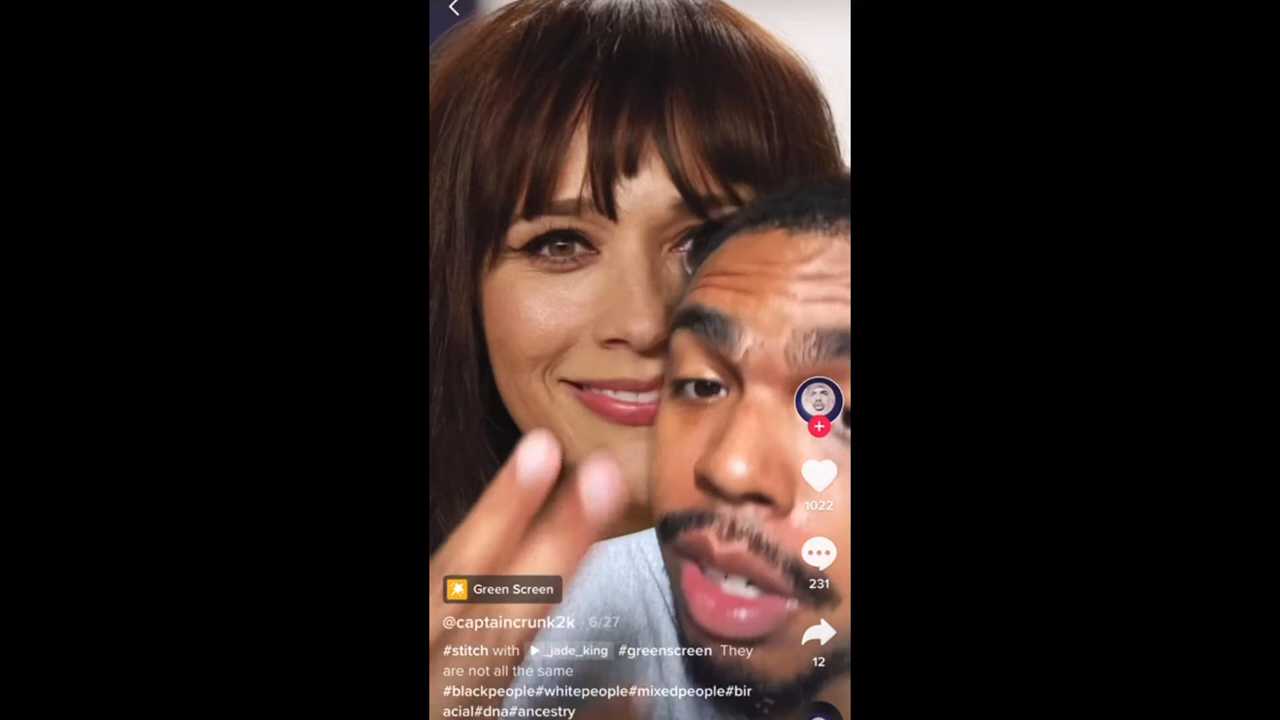 1022
231
Green Screen
@captaincrunk2k · 6/27
#stitch with ▶ _jade_king #greenscreen They
12
are not all the same
#blackpeople#whitepeople#mixedpeople#bir
acial#dna#ancestry